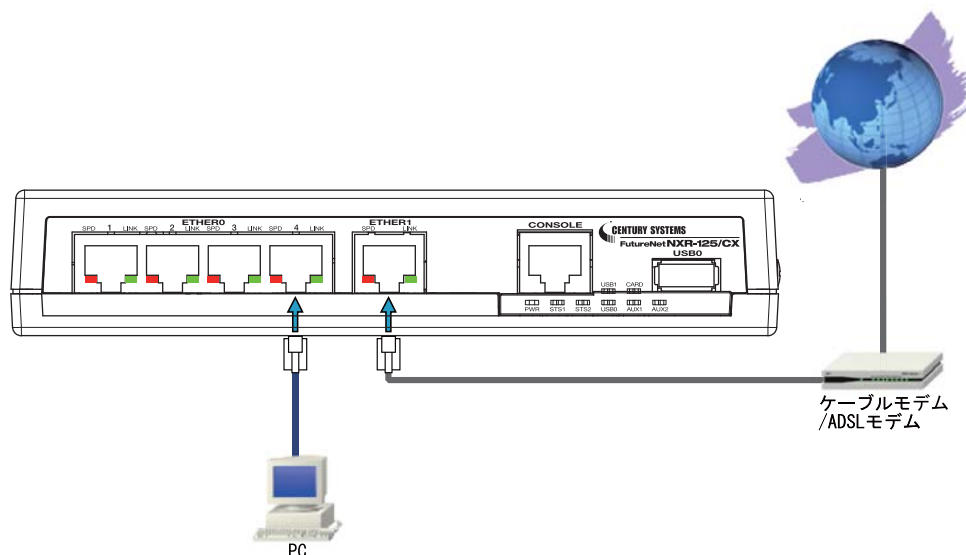 ETHER0
SPD 1 LINK SPD 2 LINK SPD 3 LINK SPD 4 LINK
ETHER1
SPD LINK
CONSOLE
CENTURY SYSTEMS
FutureNet NXR-125/CX
USB0
USB1 CARD
PWR STS1 STS2 USB0 AUX1 AUX2
ケーブルモデム
/ADSLモデム
PC